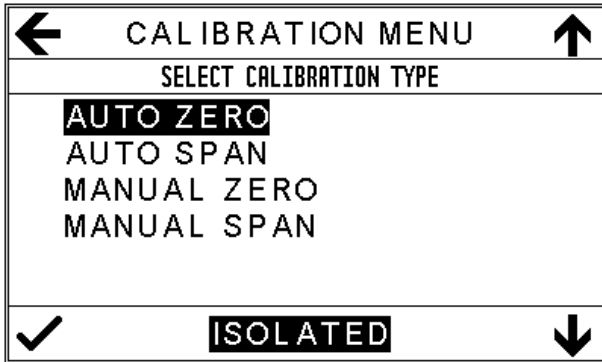 CALIBRATION MENU
SELECT CALIBRATION TYPE
AUTO ZERO
AUTO SPAN
MANUAL ZERO
MANUAL SPAN
ISOLATED